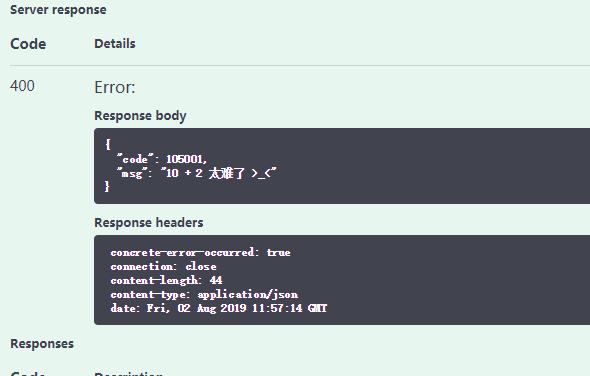 Server response
Code Details
400 Error:
Response body
{
"code": 105001,
"msg": "10 + 2 太难了 >_<"
}
Response headers
concrete-error-occurred: true
connection: close
content-length: 44
content-type: application/json
date: Fri, 02 Aug 2019 11:57:14 GMT
Responses
Code Description